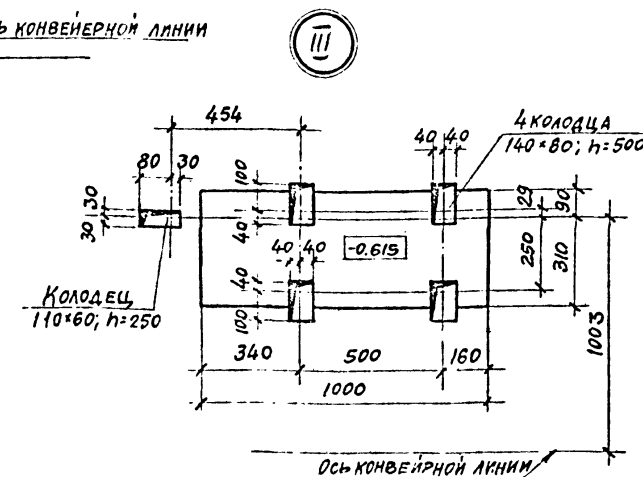 Ь КОНВЕЙЕРНОЙ ЛИНИИ
III
454
4 КОЛОДЦА
140×80; h=500
40 40
80 30
100
30
30
40
40 40
-0.615
29
90
250
310
1003
КОЛОДЕЦ
110×60; h=250
40
100
340
500
160
1000
ОСЬ КОНВЕЙРНОЙ ЛИНИИ